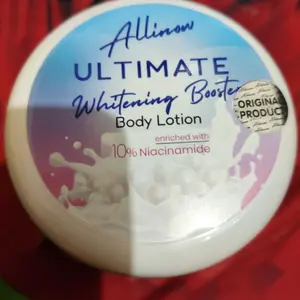 Allinow
ULTIMATE
Whitening Booster
Body Lotion
enriched with
10% Niacinamide
ORIGINAL
PRODUCT